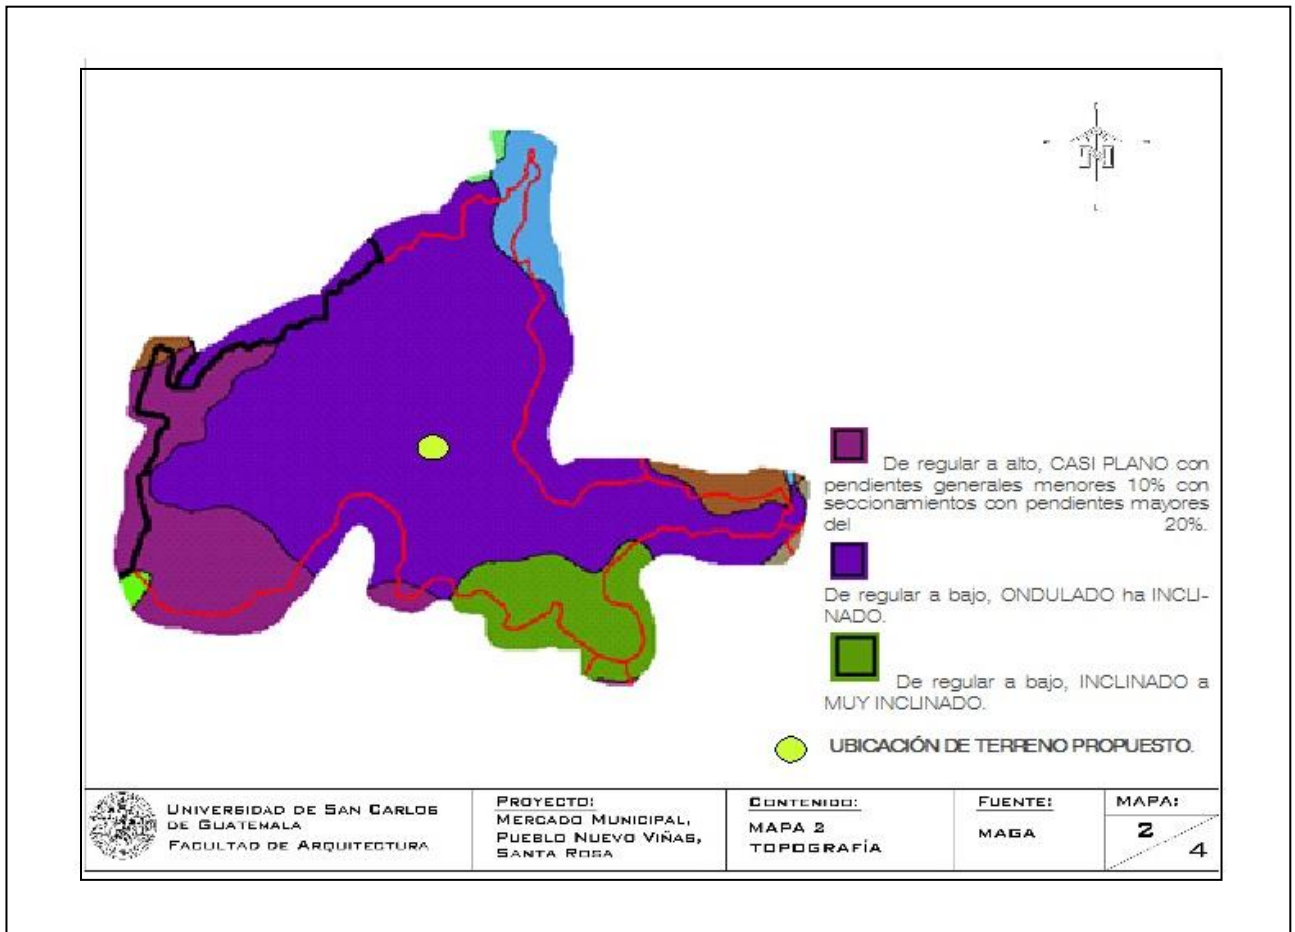 De regular a alto, CASI PLANO con
pendientes generales menores 10% con
seccionamientos con pendientes mayores
del 20%.
De regular a bajo, ONDULADO ha INCLI-
NADO.
De regular a bajo, INCLINADO a
MUY INCLINADO.
UBICACIÓN DE TERRENO PROPUESTO.
UNIVERSIDAD DE SAN CARLOS
DE GUATEMALA
FACULTAD DE ARQUITECTURA
PROYECTO:
MERCADO MUNICIPAL,
PUEBLO NUEVO VIÑAS,
SANTA ROSA
CONTENIDO:
MAPA 2
TOPOGRAFÍA
FUENTE:
MAGA
MAPA:
2
4